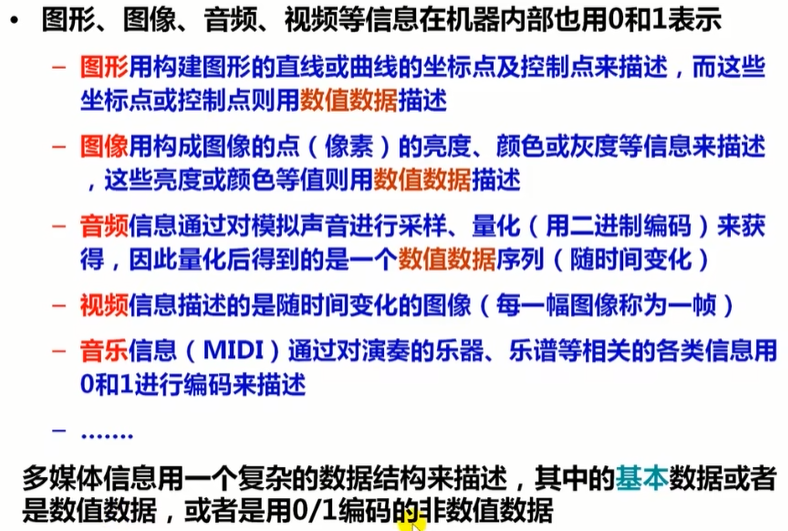 • 图形、图像、音频、视频等信息在机器内部也用0和1表示
– 图形用构建图形的直线或曲线的坐标点及控制点来描述，而这些
坐标点或控制点则用数值数据描述
– 图像用构成图像的点（像素）的亮度、颜色或灰度等信息来描述
，这些亮度或颜色等值则用数值数据描述
– 音频信息通过对模拟声音进行采样、量化（用二进制编码）来获
得，因此量化后得到的是一个数值数据序列（随时间变化）
– 视频信息描述的是随时间变化的图像（每一幅图像称为一帧）
– 音乐信息（MIDI）通过对演奏的乐器、乐谱等相关的各类信息用
0和1进行编码来描述
– .......
多媒体信息用一个复杂的数据结构来描述，其中的基本数据或者
是数值数据，或者是用0/1编码的非数值数据